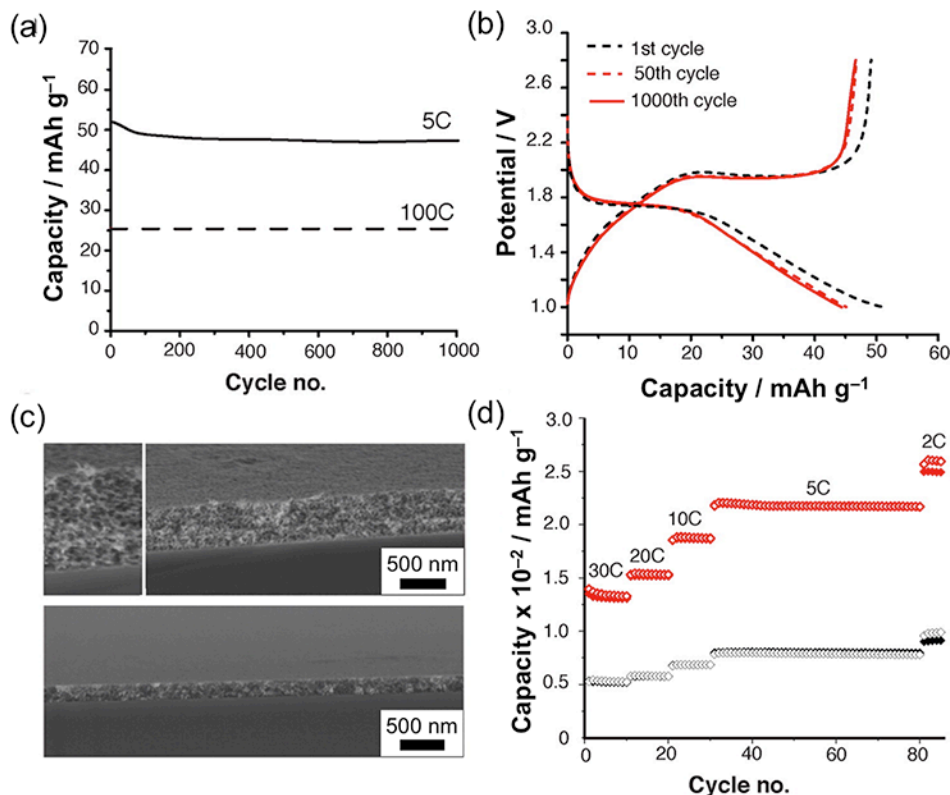 (a)
Capacity / mAh g⁻¹
70
60
50
40
30
20
10
0
5C
100C
0 200 400 600 800 1000
Cycle no.
(b)
Potential / V
3.0
2.6
2.2
1.8
1.4
1.0
1st cycle
50th cycle
1000th cycle
0 10 20 30 40 50 60
Capacity / mAh g⁻¹
(c)
500 nm
500 nm
(d)
Capacity x 10⁻² / mAh g⁻¹
3.0
2.5
2.0
1.5
1.0
0.5
0
30C
20C
10C
5C
2C
0 20 40 60 80
Cycle no.